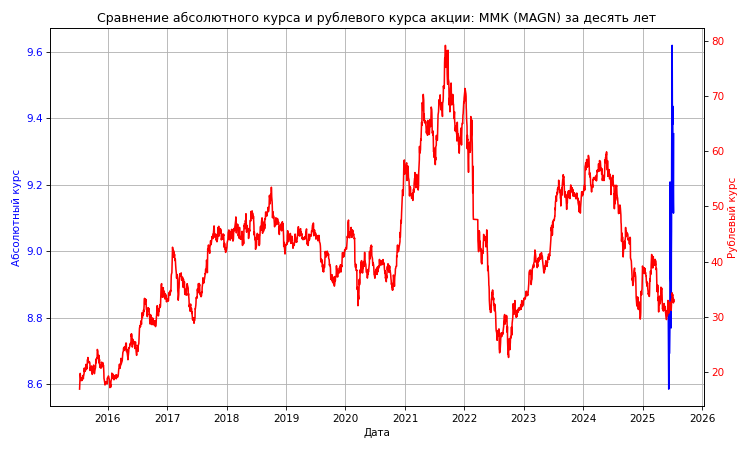 Сравнение абсолютного курса и рублевого курса акции: ММК (MAGN) за десять лет
9.6
9.4
9.2
9.0
8.8
8.6
Абсолютный курс
80
70
60
50
40
30
20
Рублевый курс
2016 2017 2018 2019 2020 2021 2022 2023 2024 2025 2026
Дата